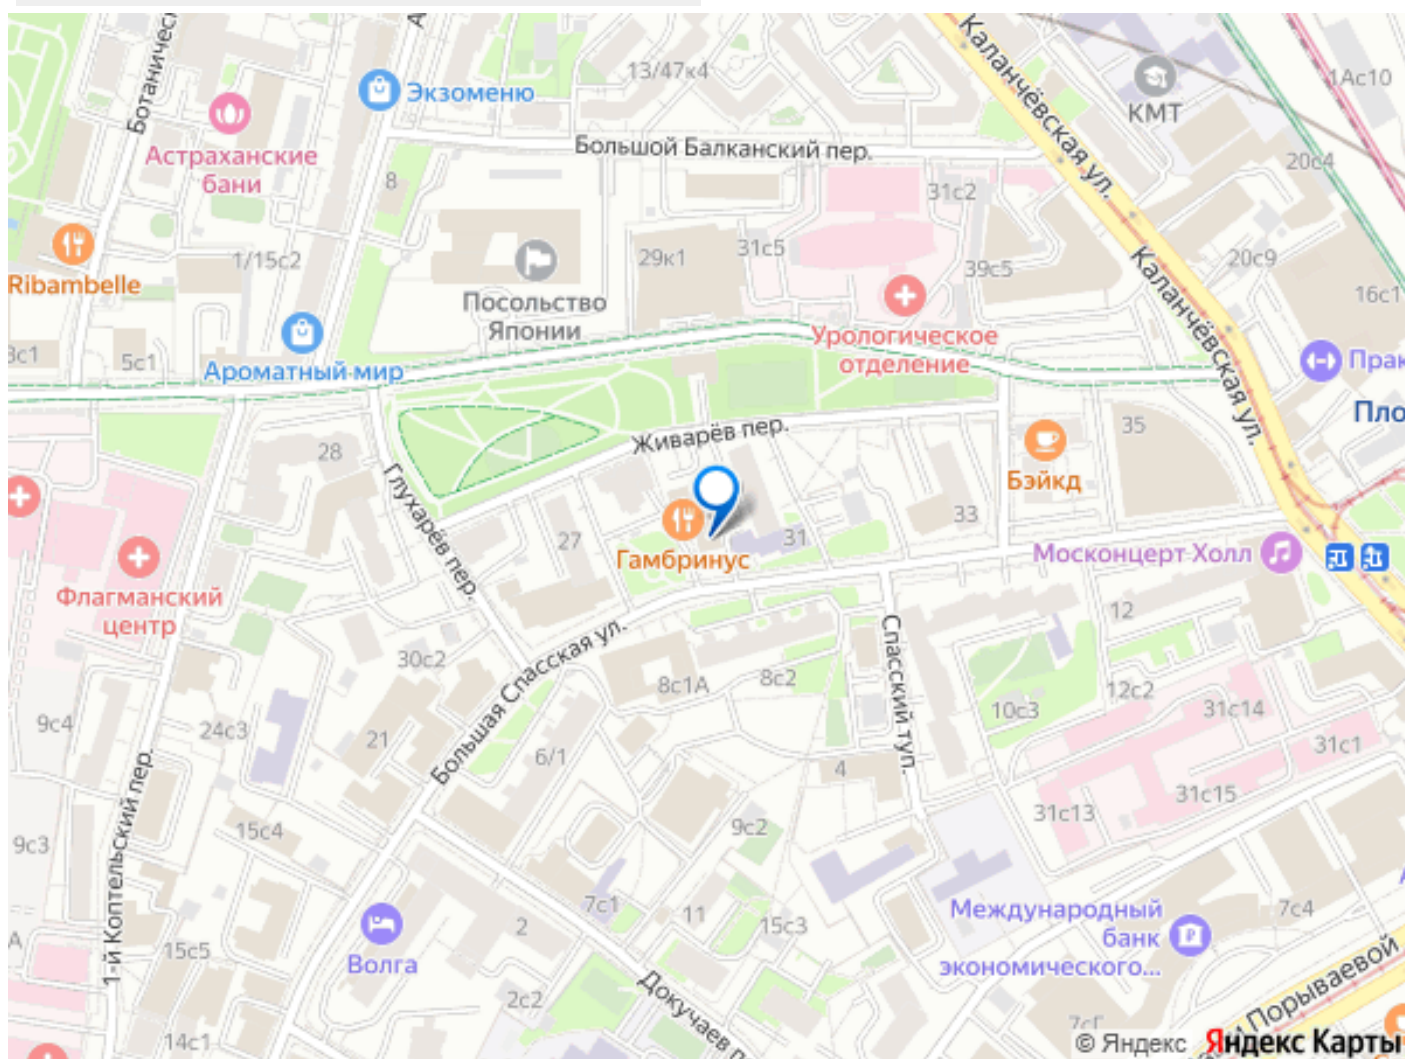 Ботаническ
Экзоменю
13/47к4
Каланчёвская ул.
КМТ
1Ас10
Астраханские
бани
Большой Балканский пер.
20с4
8
31с2
Ribambelle
1/15с2
Посольство
Японии
29к1
31с5
39с5
Каланчёвская ул.
20с9
16с1
3с1
5с1
Ароматный мир
Урологическое
отделение
Прак
Пло
28
Глухарёв пер.
Живарёв пер.
Бэйкд
35
27
Гамбринус
31
33
Москонцерт Холл
Флагманский
центр
30с2
Большая Спасская ул.
8с1А
8с2
Спасский туп.
12
12с2
10с3
31с14
31с1
9с4
24с3
21
6/1
4
31с13
31с15
1-й Коптельский пер.
15с4
9с2
9с3
7с1
11
15с3
Международный
банк
экономического...
7с4
15с5
Волга
2
2с2
Докучаев п
14с1
и Порываевой
© Яндекс Яндекс Карты